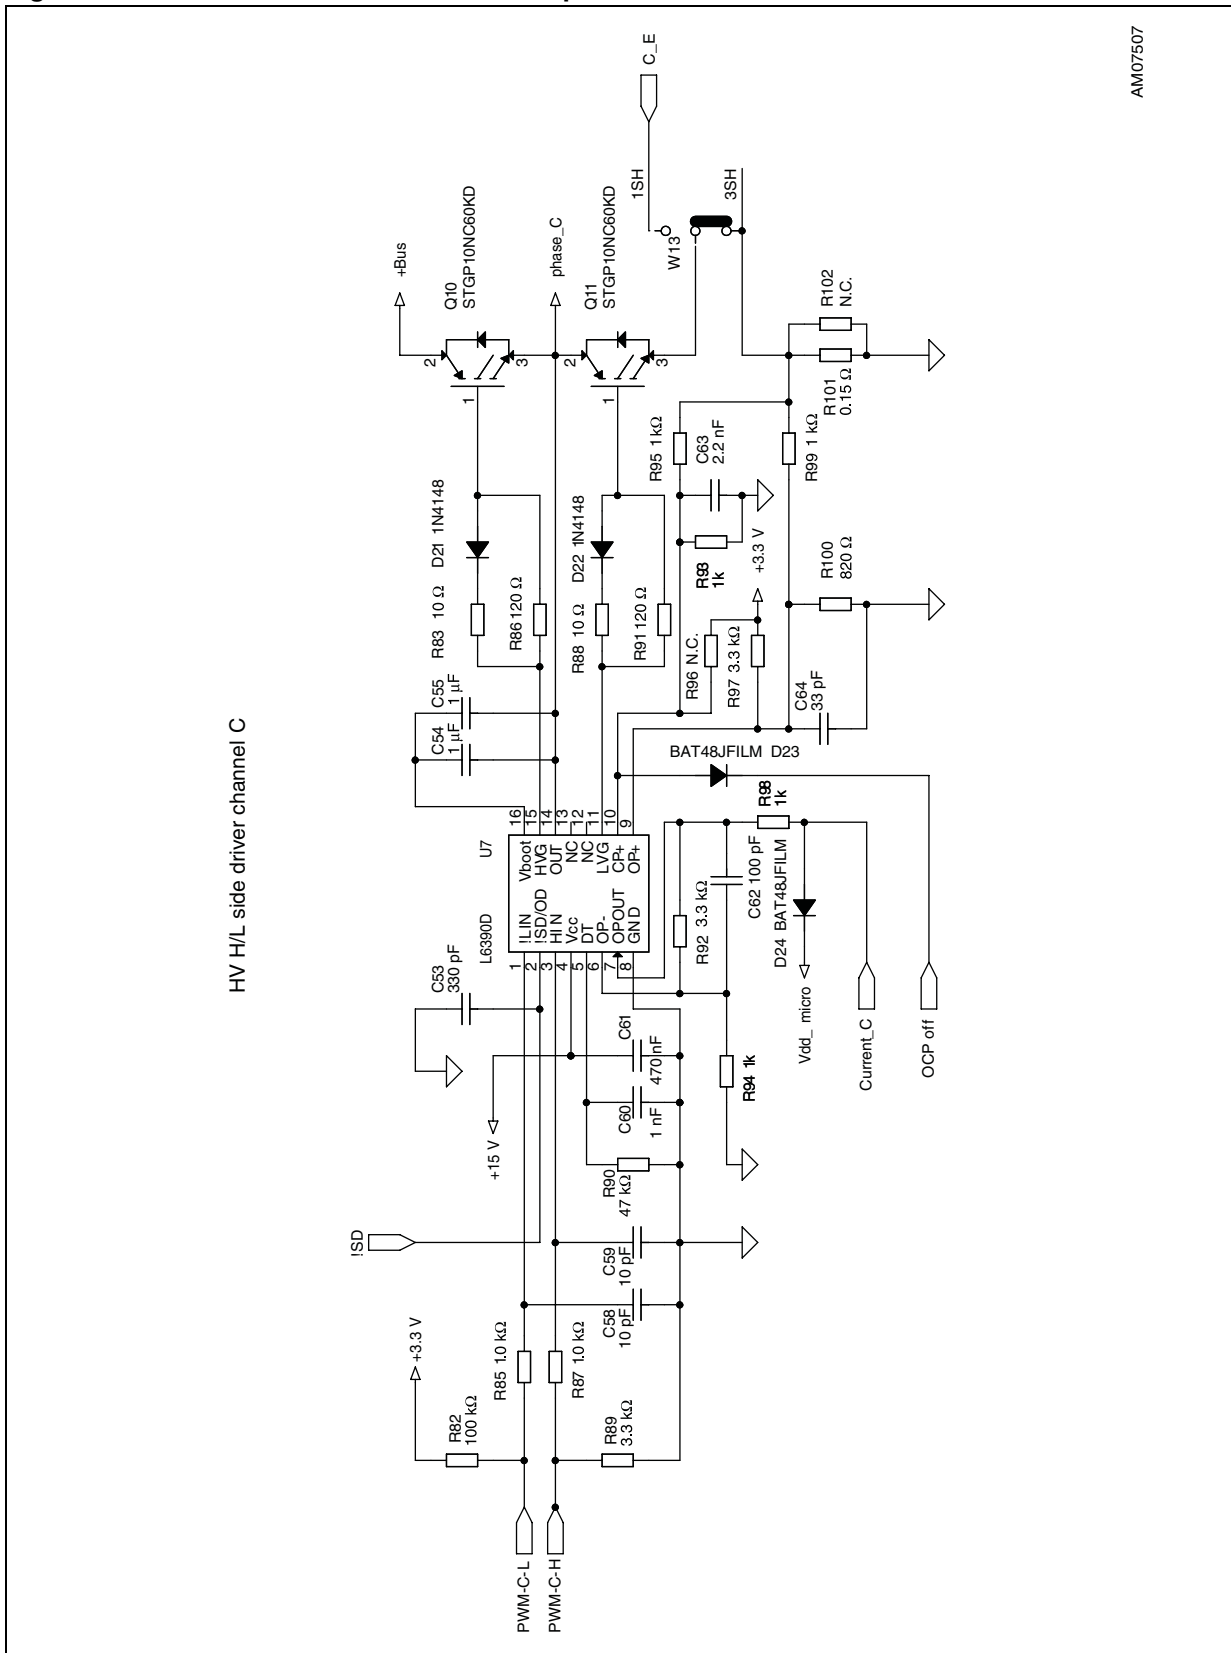 HV H/L side driver channel C
PWM-C-L
PWM-C-H
R82
100 kΩ
+3.3 V
R85 1.0 kΩ
R87 1.0 kΩ
R89
3.3 kΩ
!SD
C58
10 pF
C59
10 pF
R90
47 kΩ
+15 V
C60
1 nF
C61
470 nF
C53
330 pF
R94 1k
U7
L6390D
1
2
3
4
5
6
7
8
!LIN
!SD/OD
HIN
Vcc
DT
OP-
OPOUT
GND
Vboot
HVG
OUT
NC
NC
LVG
CP+
OP+
16
15
14
13
12
11
10
9
C54
1 µF
C55
1 µF
R83 10 Ω
D21 1N4148
R86 120 Ω
R88 10 Ω
D22 1N4148
R91 120 Ω
R92 3.3 kΩ
C62 100 pF
D24 BAT48JFILM
R98
1k
BAT48JFILM D23
Vdd_ micro
Current_C
OCP off
R96 N.C.
R97 3.3 kΩ
+3.3 V
R93
1k
C63
2.2 nF
R95 1 kΩ
C64
33 pF
R100
820 Ω
R99 1 kΩ
R101
0.15 Ω
R102
N.C.
+Bus
Q10
STGP10NC60KD
1
2
3
phase_C
Q11
STGP10NC60KD
1
2
3
W13
1SH
3SH
C_E
AM07507